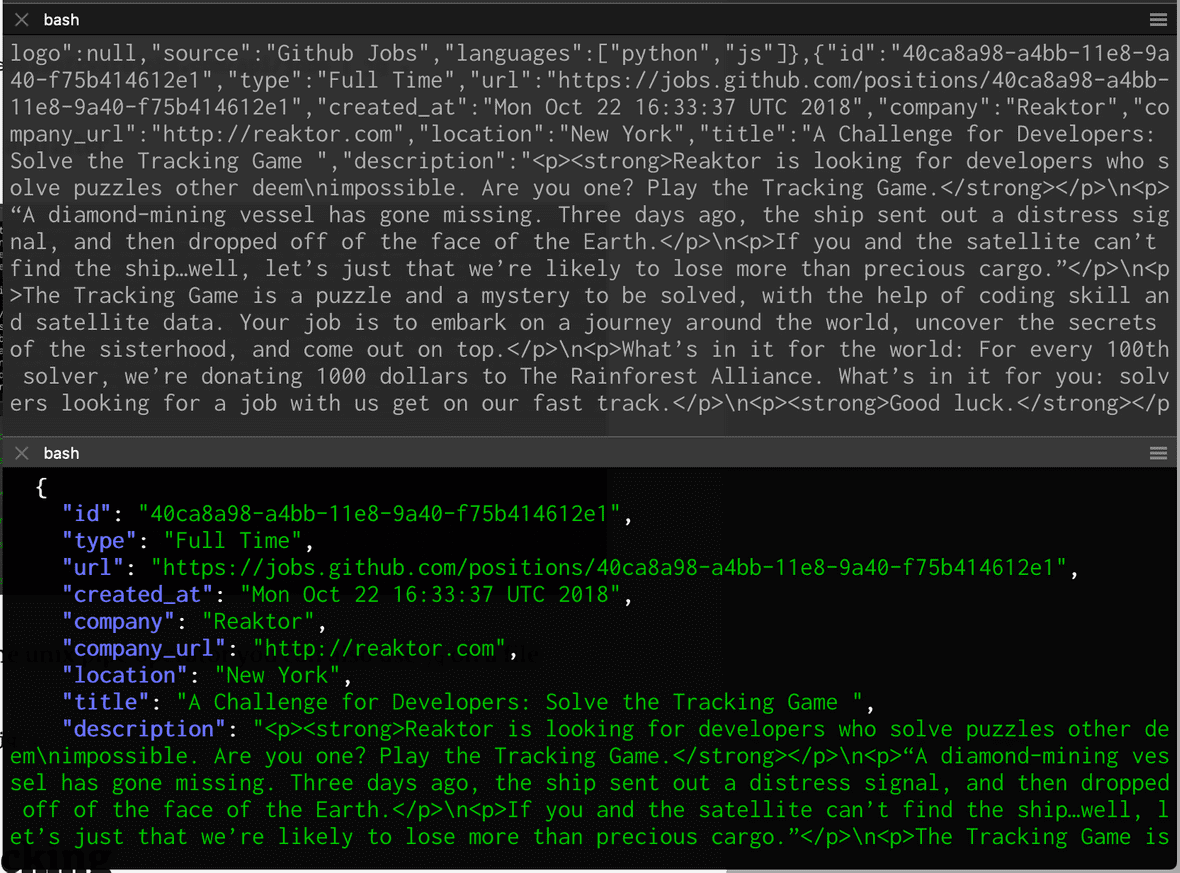 bash
logo":null,"source":"Github Jobs","languages":["python","js"]},{"id":"40ca8a98-a4bb-11e8-9a
40-f75b414612e1","type":"Full Time","url":"https://jobs.github.com/positions/40ca8a98-a4bb-
11e8-9a40-f75b414612e1","created_at":"Mon Oct 22 16:33:37 UTC 2018","company":"Reaktor","co
mpany_url":"http://reaktor.com","location":"New York","title":"A Challenge for Developers:
Solve the Tracking Game ","description":"<p><strong>Reaktor is looking for developers who s
olve puzzles other deem\nimpossible. Are you one? Play the Tracking Game.</strong></p>\n<p>
“A diamond-mining vessel has gone missing. Three days ago, the ship sent out a distress sig
nal, and then dropped off of the face of the Earth.</p>\n<p>If you and the satellite can’t
find the ship…well, let’s just that we’re likely to lose more than precious cargo.”</p>\n<p
>The Tracking Game is a puzzle and a mystery to be solved, with the help of coding skill an
d satellite data. Your job is to embark on a journey around the world, uncover the secrets
of the sisterhood, and come out on top.</p>\n<p>What’s in it for the world: For every 100th
solver, we’re donating 1000 dollars to The Rainforest Alliance. What’s in it for you: solv
ers looking for a job with us get on our fast track.</p>\n<p><strong>Good luck.</strong></p
bash
{
"id": "40ca8a98-a4bb-11e8-9a40-f75b414612e1",
"type": "Full Time",
"url": "https://jobs.github.com/positions/40ca8a98-a4bb-11e8-9a40-f75b414612e1",
"created_at": "Mon Oct 22 16:33:37 UTC 2018",
"company": "Reaktor",
"company_url": "http://reaktor.com",
"location": "New York",
"title": "A Challenge for Developers: Solve the Tracking Game ",
"description": "<p><strong>Reaktor is looking for developers who solve puzzles other de
em\nimpossible. Are you one? Play the Tracking Game.</strong></p>\n<p>“A diamond-mining ves
sel has gone missing. Three days ago, the ship sent out a distress signal, and then dropped
off of the face of the Earth.</p>\n<p>If you and the satellite can’t find the ship…well, l
et’s just that we’re likely to lose more than precious cargo.”</p>\n<p>The Tracking Game is